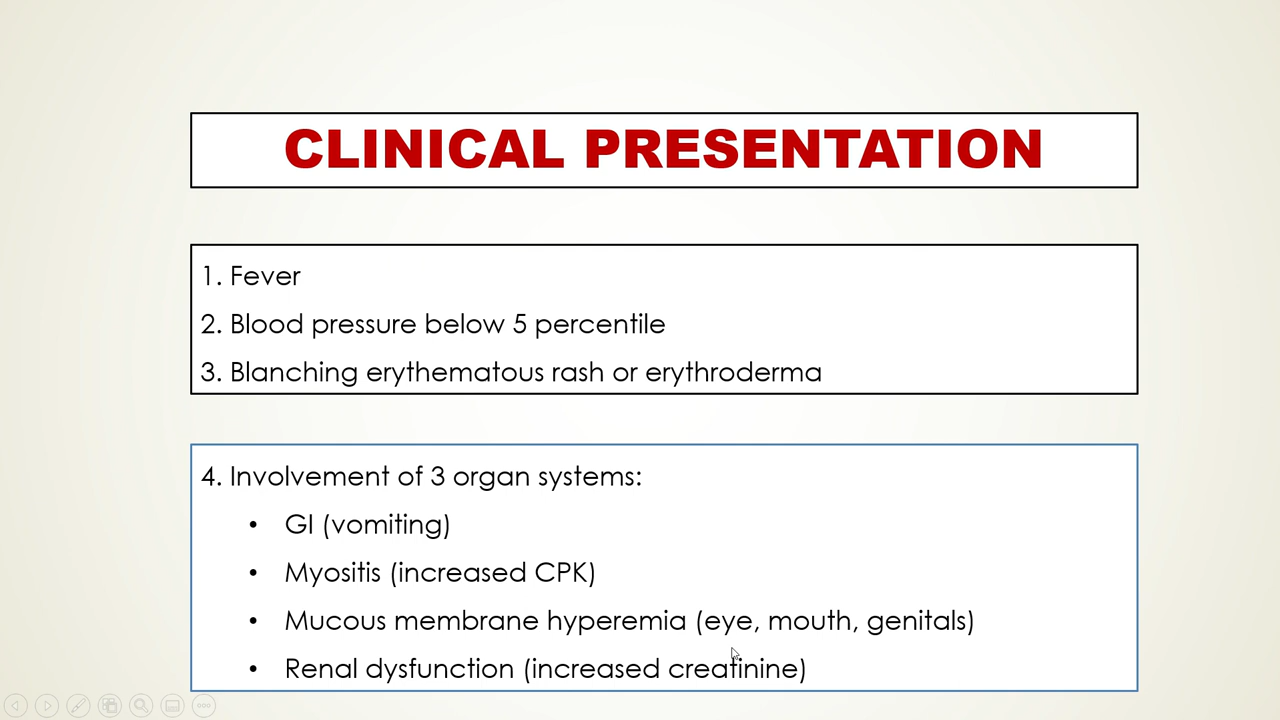 CLINICAL PRESENTATION
1. Fever
2. Blood pressure below 5 percentile
3. Blanching erythematous rash or erythroderma
4. Involvement of 3 organ systems:
• GI (vomiting)
• Myositis (increased CPK)
• Mucous membrane hyperemia (eye, mouth, genitals)
• Renal dysfunction (increased creatinine)